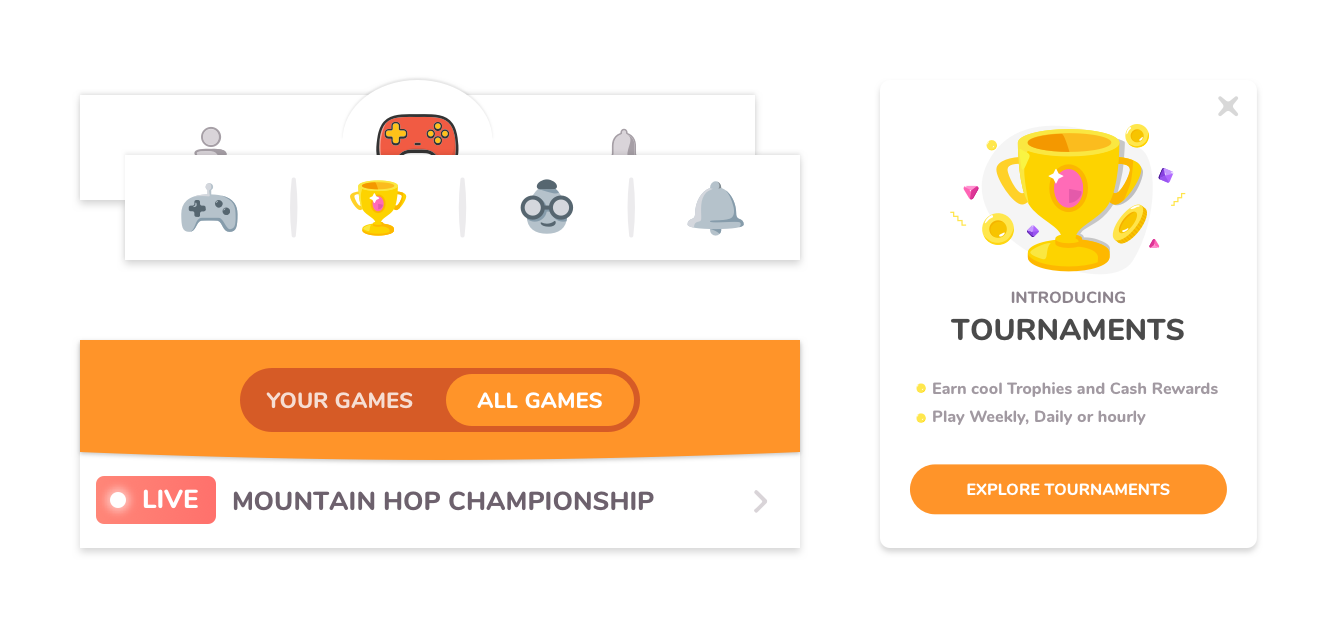 YOUR GAMES
ALL GAMES
LIVE
MOUNTAIN HOP CHAMPIONSHIP
INTRODUCING
TOURNAMENTS
Earn cool Trophies and Cash Rewards
Play Weekly, Daily or hourly
EXPLORE TOURNAMENTS